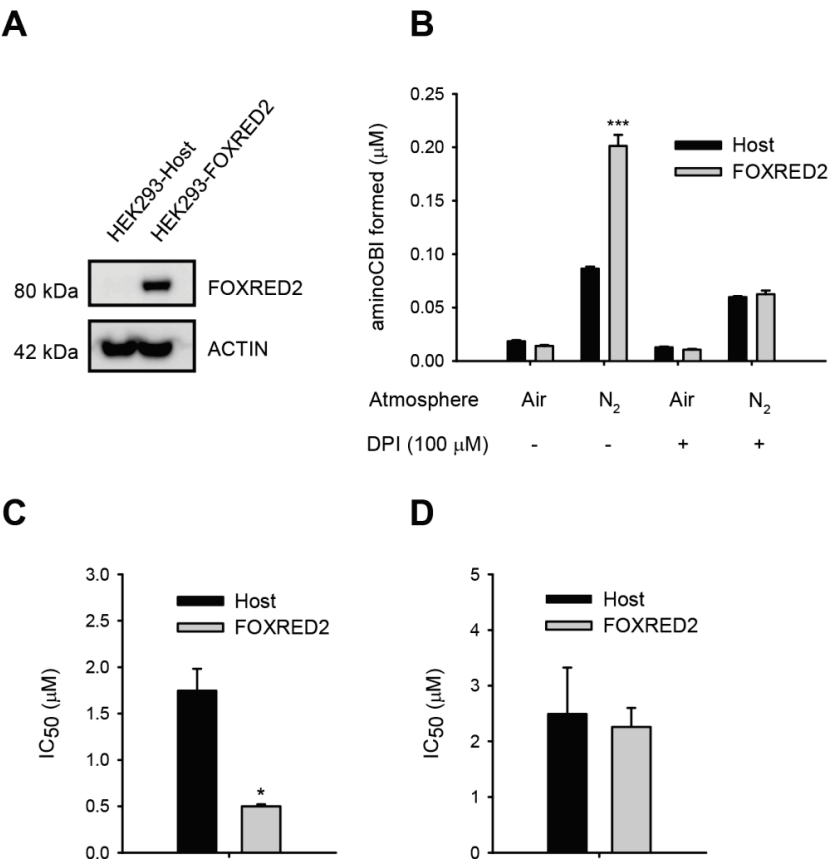 A
HEK293-Host
HEK293-FOXRED2
80 kDa
FOXRED2
42 kDa
ACTIN
B
aminoCBI formed (μM)
0.25
0.20
0.15
0.10
0.05
0.00
***
Host
FOXRED2
Atmosphere Air N₂ Air N₂
DPI (100 μM) - - + +
C
IC₅₀ (μM)
3.0
2.5
2.0
1.5
1.0
0.5
0.0
Host
FOXRED2
*
D
IC₅₀ (μM)
5
4
3
2
1
0
Host
FOXRED2